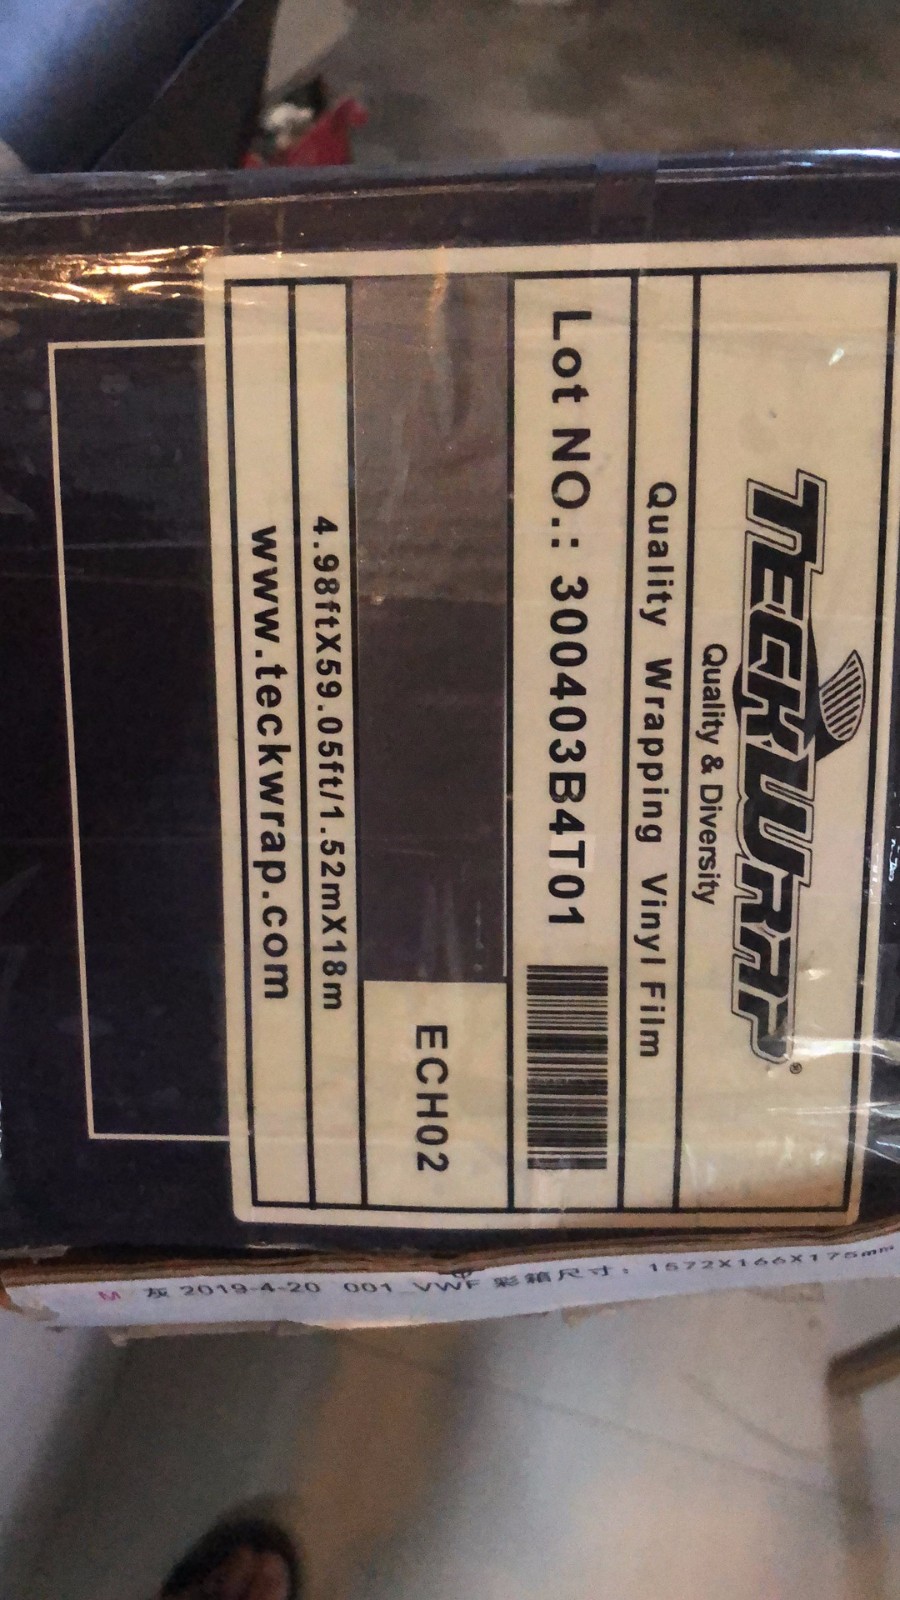 TECKWRAP®
Quality & Diversity
Quality Wrapping Vinyl Film
Lot NO.: 300403B4T01
ECH02
4.98ftX59.05ft/1.52mX18m
www.teckwrap.com
M 灰 2019-4-20 001 VWF 彩箱尺寸: 1572X166X175mm